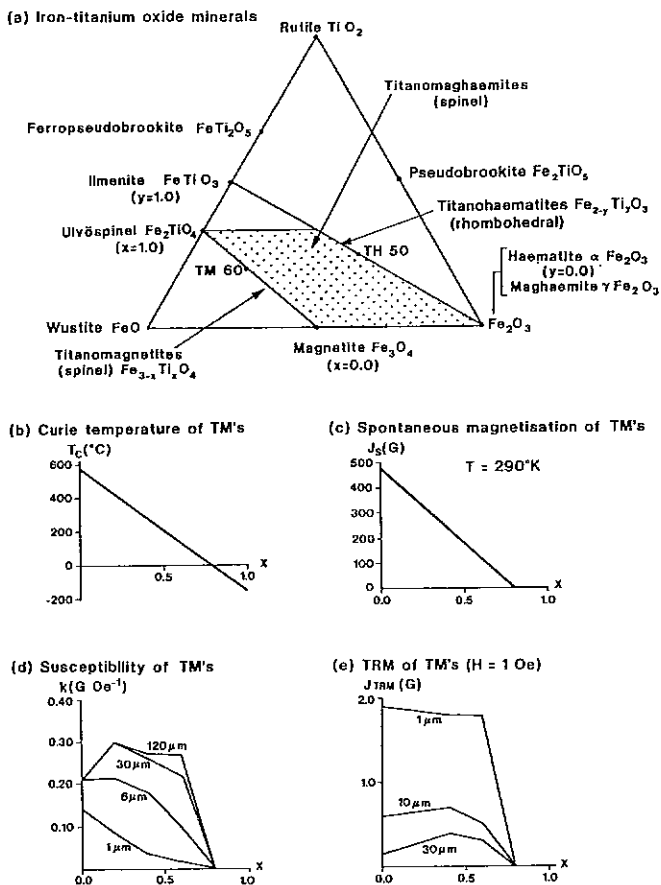 (a) Iron-titanium oxide minerals
Rutile TiO₂
Titanomaghaemites
(spinel)
Ferropseudobrookite FeTi₂O₅
Pseudobrookite Fe₂TiO₅
Ilmenite FeTiO₃
(y=1.0)
Titanohaematites Fe₂₋yTiyO₃
(rhombohedral)
Ulvöspinel Fe₂TiO₄
(x=1.0)
TH 50
TM 60
Haematite α Fe₂O₃
(y=0.0)
Maghaemite γ Fe₂O₃
Wustite FeO
Fe₂O₃
Titanomagnetites
(spinel) Fe₃₋ₓTiₓO₄
Magnetite Fe₃O₄
(x=0.0)
(b) Curie temperature of TM's
T_C(°C)
600
400
200
0
-200
0.5
1.0
X
(c) Spontaneous magnetisation of TM's
J_S(G)
T = 290°K
500
400
300
200
100
0
0.0
0.5
1.0
X
(d) Susceptibility of TM's
k(G Oe⁻¹)
0.40
0.30
0.20
0.10
120µm
30µm
6µm
1µm
0.0
0.5
1.0
X
(e) TRM of TM's (H = 1 Oe)
J_TRM (G)
2.0
1.0
1µm
10µm
30µm
0.0
0.5
1.0
X